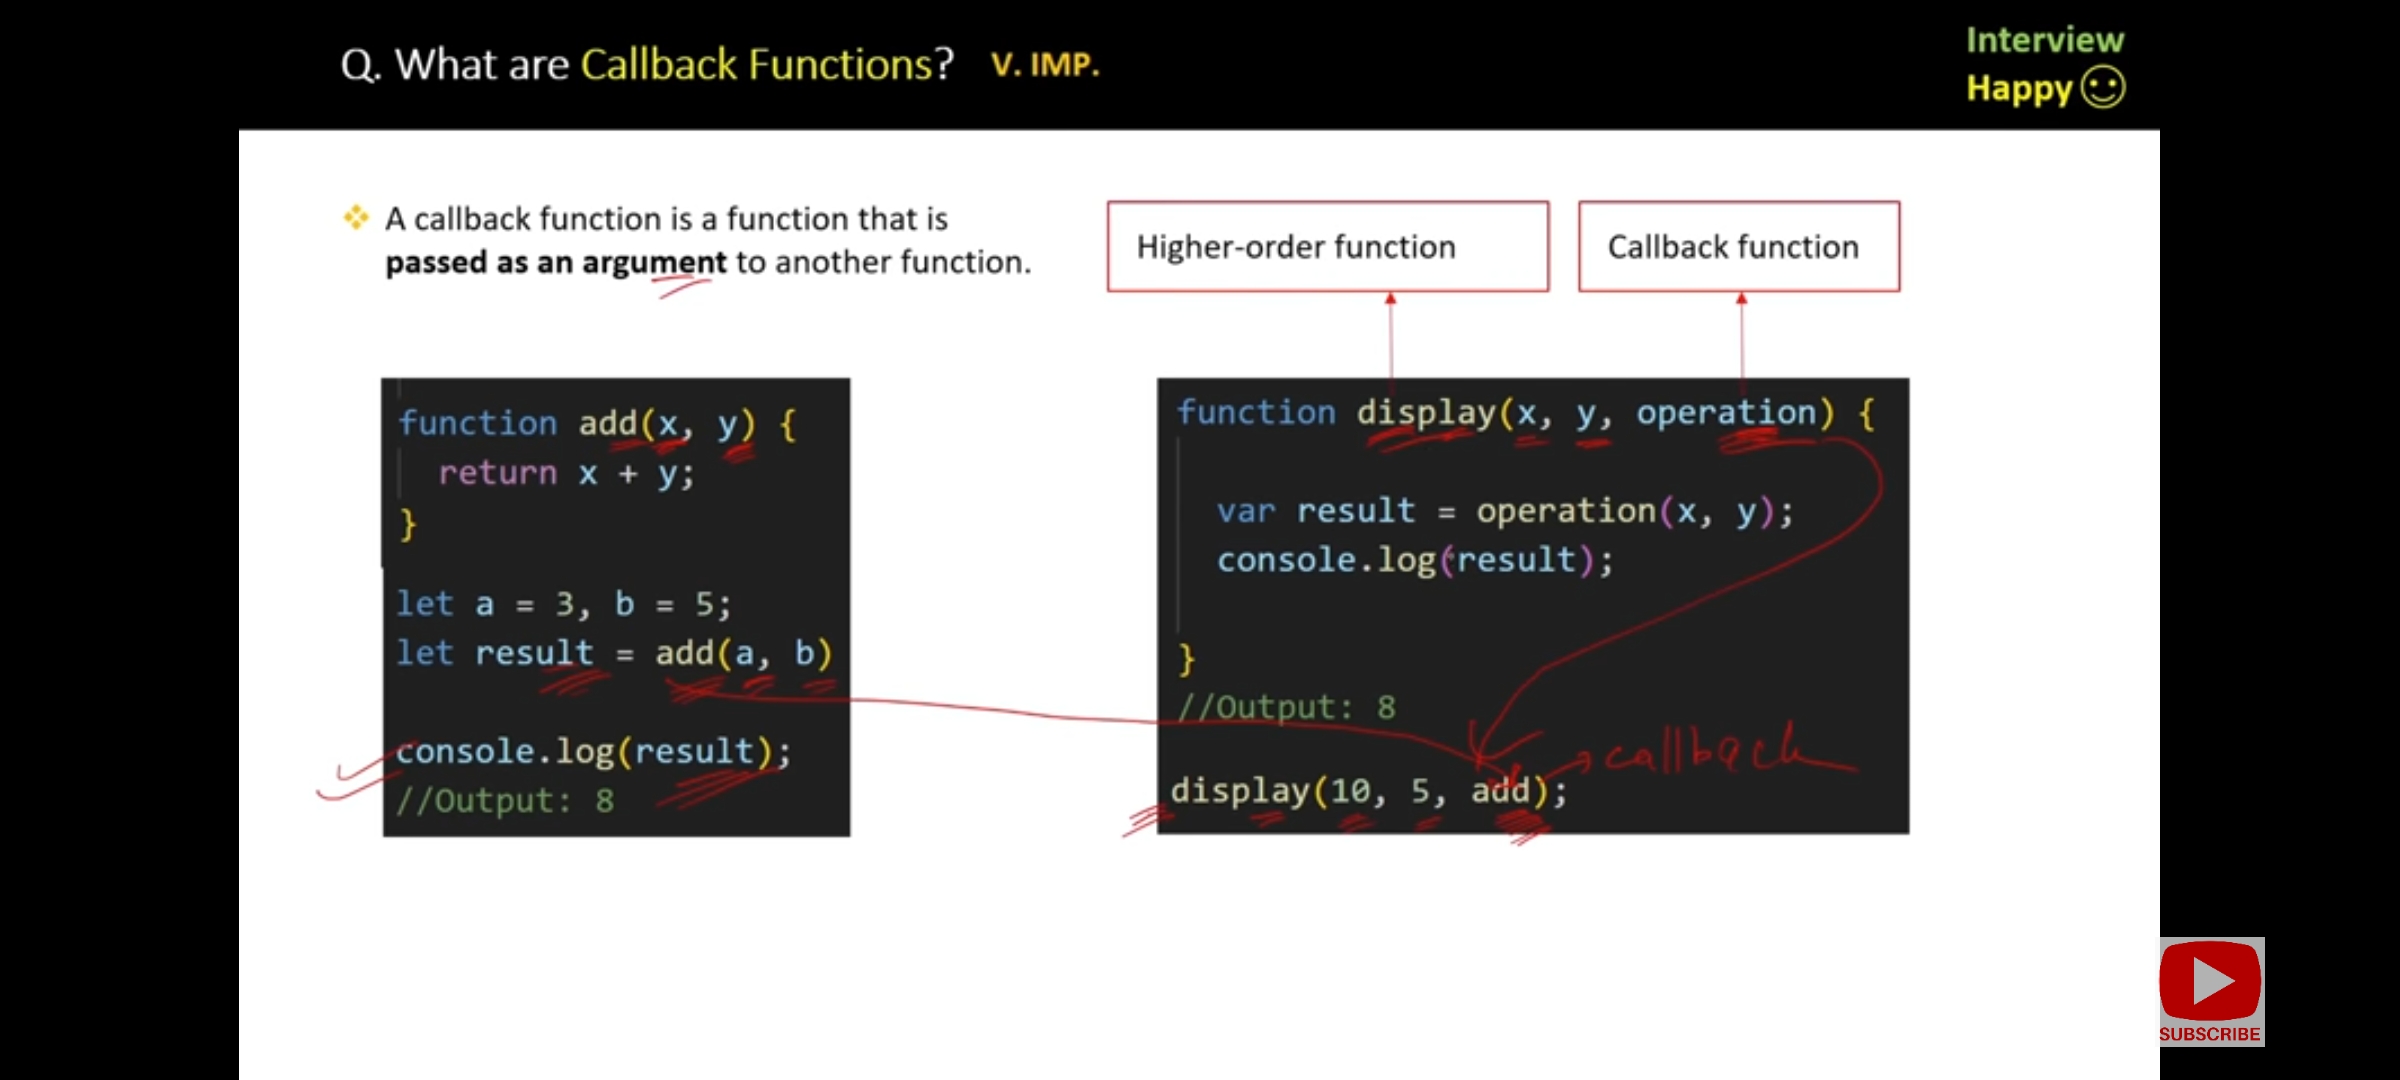 Q. What are Callback Functions? V. IMP.
Interview
Happy
A callback function is a function that is
passed as an argument to another function.
Higher-order function
Callback function
function add(x, y) {
return x + y;
}
let a = 3, b = 5;
let result = add(a, b)
console.log(result);
//Output: 8
function display(x, y, operation) {
var result = operation(x, y);
console.log(result);
}
//Output: 8
callback
display(10, 5, add);
SUBSCRIBE